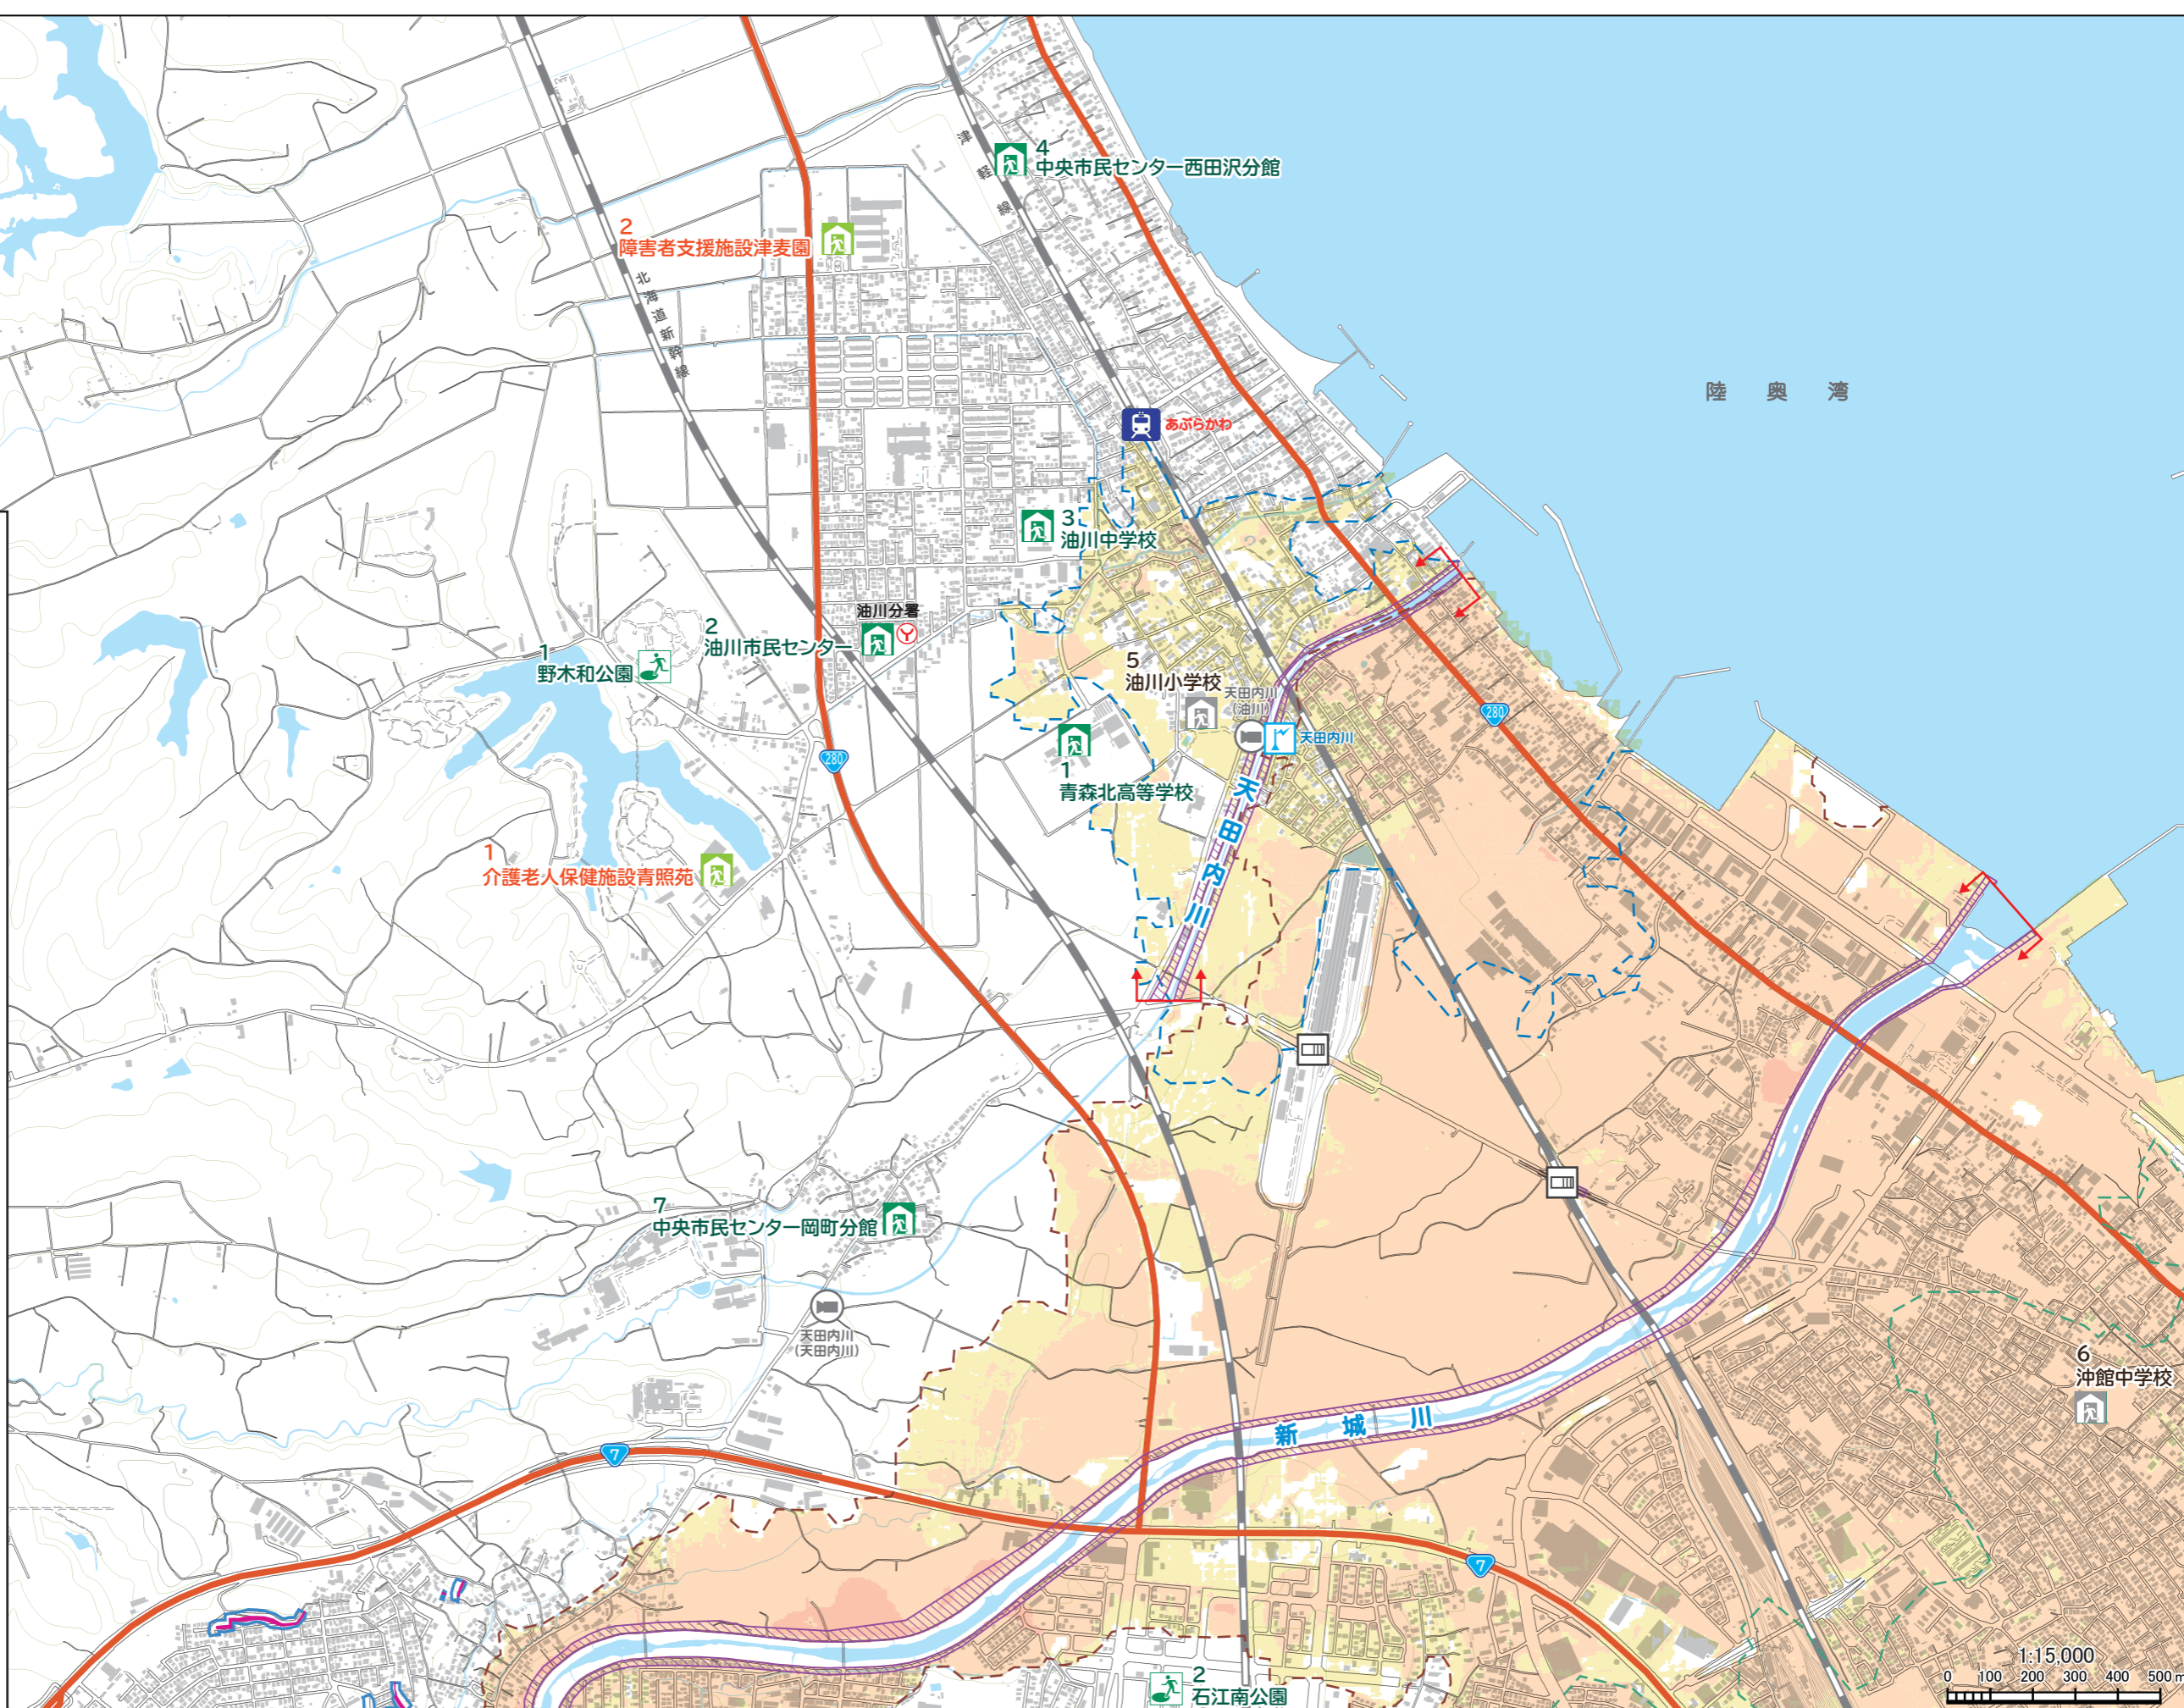 4
中央市民センター西田沢分館
津軽線
2
障害者支援施設津麦園
北海道新幹線
陸奥湾
あぶらかわ
3
油川中学校
油川分署
2
油川市民センター
1
野木和公園
5
油川小学校
天田内川
(油川)
天田内川
280
280
1
青森北高等学校
天田内川
1
介護老人保健施設青照苑
7
中央市民センター岡町分館
天田内川
(天田内川)
6
沖館中学校
新城川
7
7
2
石江南公園
1:15,000
0 100 200 300 400 500m